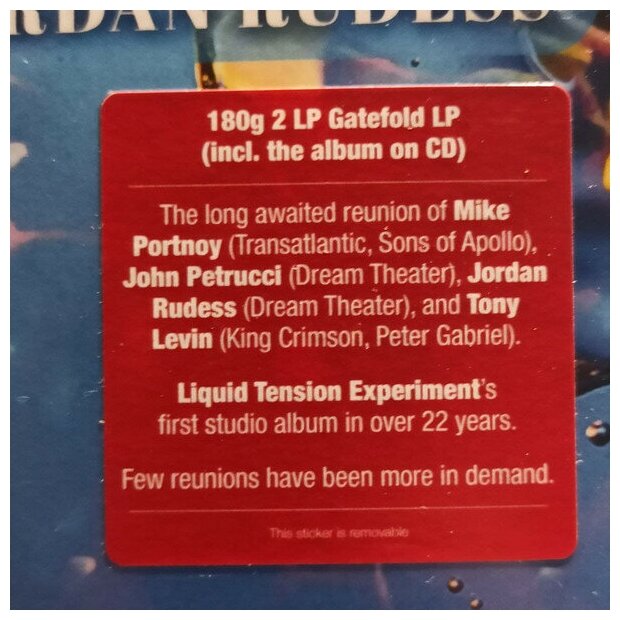 RDAN RUDESS
180g 2 LP Gatefold LP
(incl. the album on CD)
The long awaited reunion of Mike
Portnoy (Transatlantic, Sons of Apollo),
John Petrucci (Dream Theater), Jordan
Rudess (Dream Theater), and Tony
Levin (King Crimson, Peter Gabriel).
Liquid Tension Experiment's
first studio album in over 22 years.
Few reunions have been more in demand.
This sticker is removable